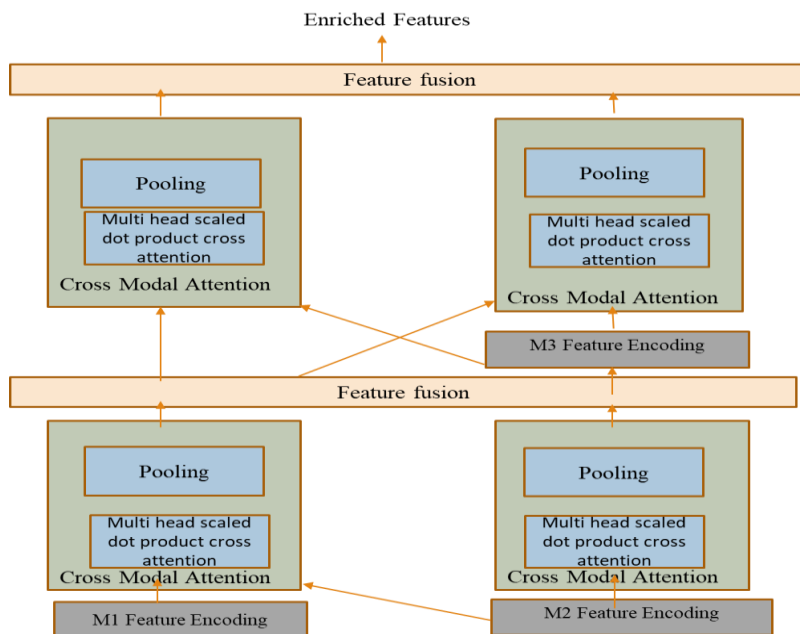 Enriched Features
Feature fusion
Pooling
Multi head scaled
dot product cross
attention
Cross Modal Attention
Pooling
Multi head scaled
dot product cross
attention
Cross Modal Attention
M3 Feature Encoding
Feature fusion
Pooling
Multi head scaled
dot product cross
attention
Cross Modal Attention
Pooling
Multi head scaled
dot product cross
attention
Cross Modal Attention
M1 Feature Encoding
M2 Feature Encoding